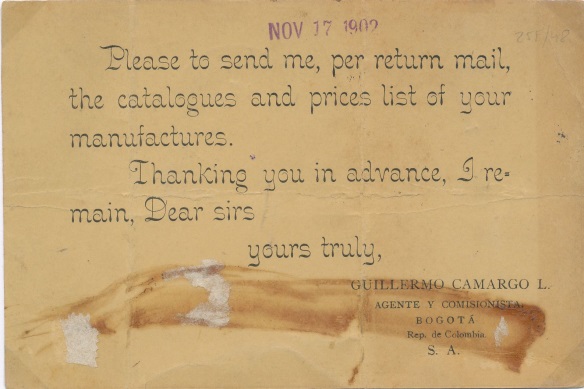 NOV 17 1902
Please to send me, per return mail,
the catalogues and prices list of your
manufactures.
Thanking you in advance, I re=
main, Dear sirs
yours truly,
GUILLERMO CAMARGO L.
AGENTE Y COMISIONISTA.
BOGOTÁ
Rep. de Colombia.
S. A.